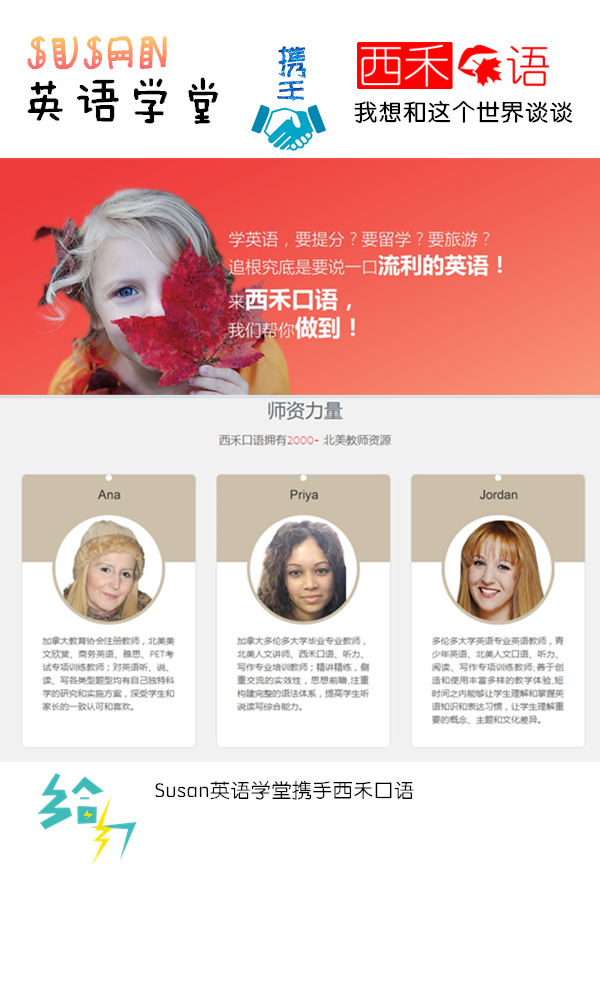 SUSAN
英语学堂
携手
西禾口语
我想和这个世界谈谈
学英语，要提分？要留学？要旅游？
追根究底是要说一口流利的英语！
来西禾口语，
我们帮你做到！
师资力量
西禾口语拥有2000+ 北美教师资源
Ana
加拿大教育协会注册教师，北美美
文欣赏、商务英语、雅思、PET考
试专项训练教师；对英语听、说、
读、写各类型题型均有自己独特科
学的研究和实施方案，深受学生和
家长的一致认可和喜欢。
Priya
加拿大多伦多大学毕业专业教师，
北美人文讲师、西禾口语、听力、
写作专业培训教师；精讲精练，侧
重交流的实效性，思想前瞻,注重
构建完整的语法体系，提高学生听
说读写综合能力。
Jordan
多伦多大学英语专业英语教师，青
少年英语、北美人文口语、听力、
阅读、写作专项训练教师;善于创
造和使用丰富多样的教学体验,短
时间之内能够让学生理解和掌握英
语知识和表达习惯，让学生理解重
要的概念、主题和文化差异。
给
Susan英语学堂携手西禾口语